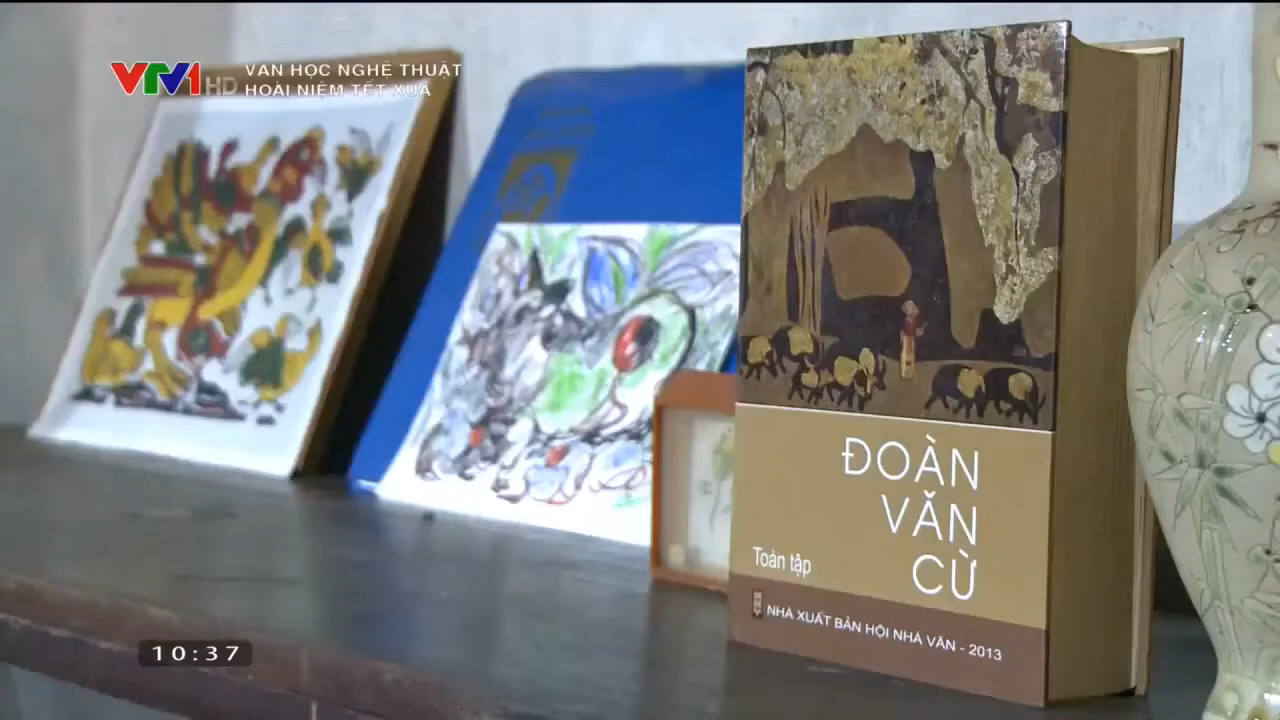 VTV1 HD
VĂN HỌC NGHỆ THUẬT
HOÀI NIỆM TẾT XƯA
ĐOÀN
VĂN
CỪ
Toàn tập
NHÀ XUẤT BẢN HỘI NHÀ VĂN - 2013
10:37